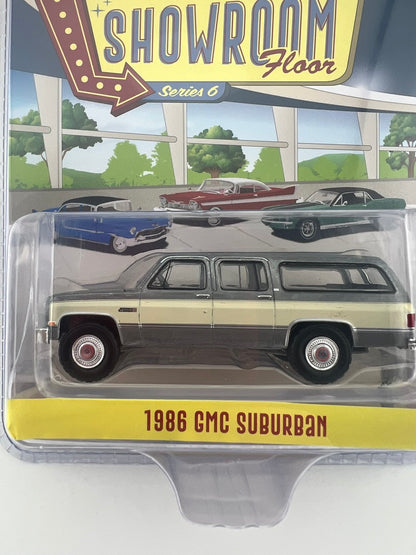 SHOWROOM
Floor
Series 6
1986 GMC SUBURBAN